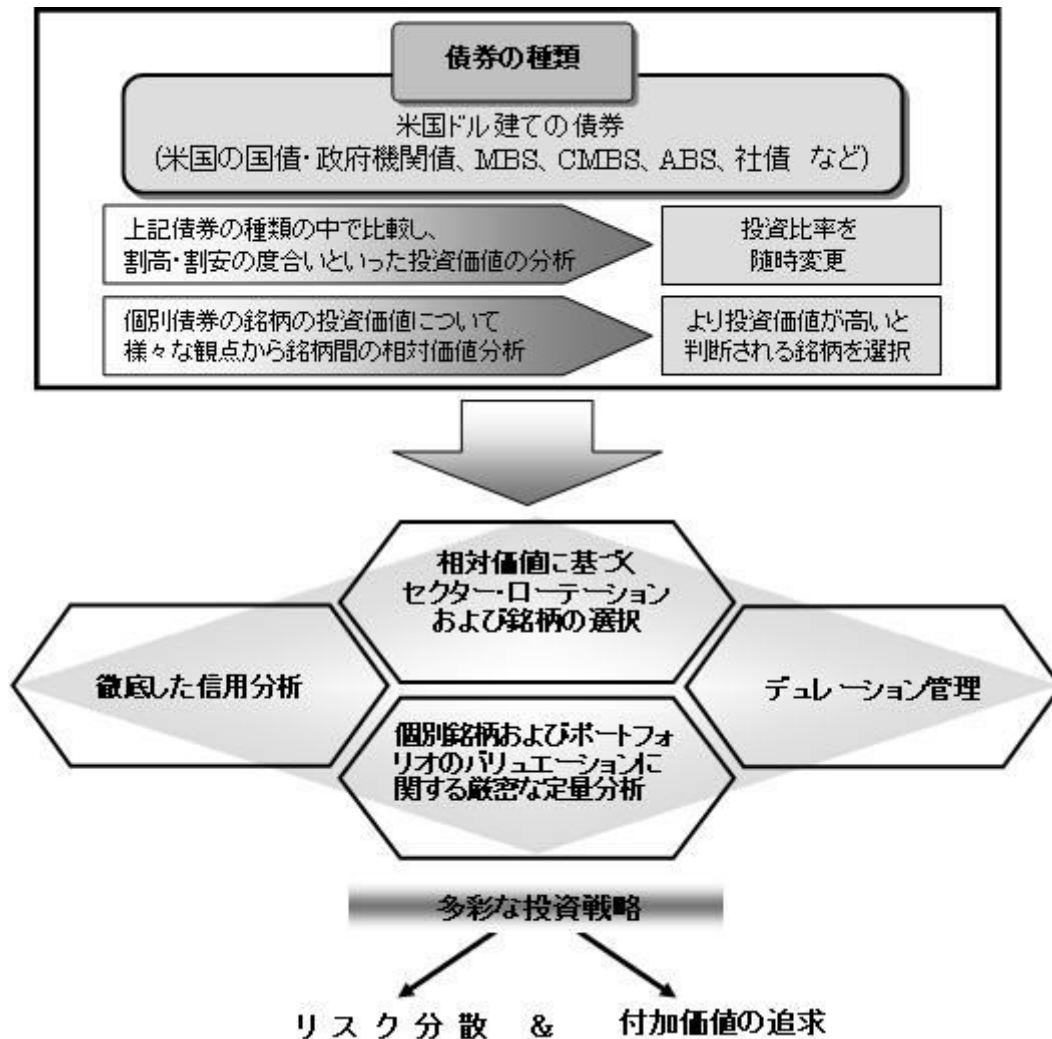 債券の種類
米国ドル建ての債券
(米国の国債・政府機関債、MBS、CMBS、ABS、社債 など)
上記債券の種類の中で比較し、
割高・割安の度合いといった投資価値の分析
投資比率を
随時変更
個別債券の銘柄の投資価値について
様々な観点から銘柄間の相対価値分析
より投資価値が高いと
判断される銘柄を選択
相対価値に基づく
セクター・ローテーション
および銘柄の選択
徹底した信用分析
デュレーション管理
個別銘柄およびポートフォ
リオのバリュエーションに
関する厳密な定量分析
多彩な投資戦略
リスク分散 & 付加価値の追求